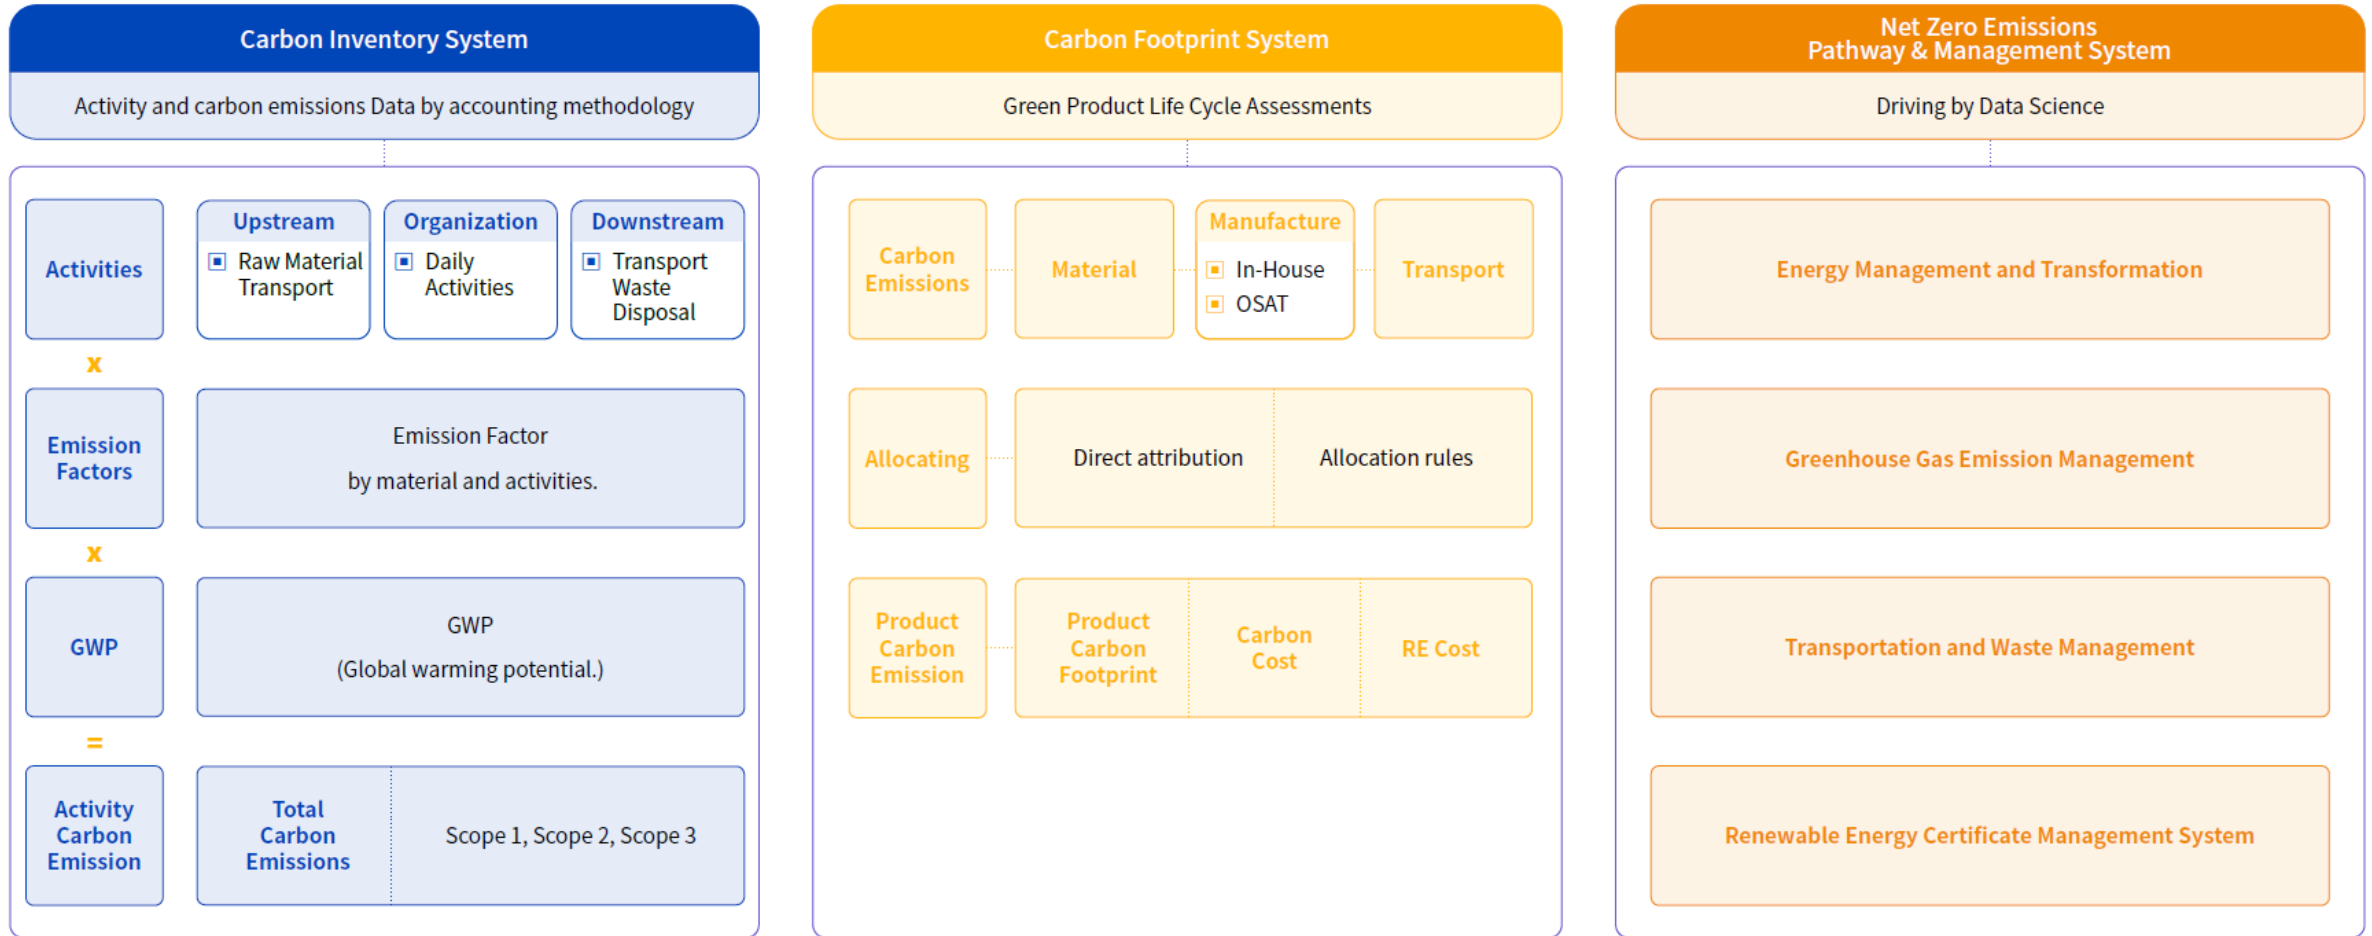 Carbon Inventory System
Activity and carbon emissions Data by accounting methodology
Activities
Upstream
Raw Material
Transport
Organization
Daily
Activities
Downstream
Transport
Waste
Disposal
x
Emission
Factors
Emission Factor
by material and activities.
x
GWP
GWP
(Global warming potential.)
=
Activity
Carbon
Emission
Total
Carbon
Emissions
Scope 1, Scope 2, Scope 3
Carbon Footprint System
Green Product Life Cycle Assessments
Carbon
Emissions
Material
Manufacture
In-House
OSAT
Transport
Allocating
Direct attribution
Allocation rules
Product
Carbon
Emission
Product
Carbon
Footprint
Carbon
Cost
RE Cost
Net Zero Emissions
Pathway & Management System
Driving by Data Science
Energy Management and Transformation
Greenhouse Gas Emission Management
Transportation and Waste Management
Renewable Energy Certificate Management System